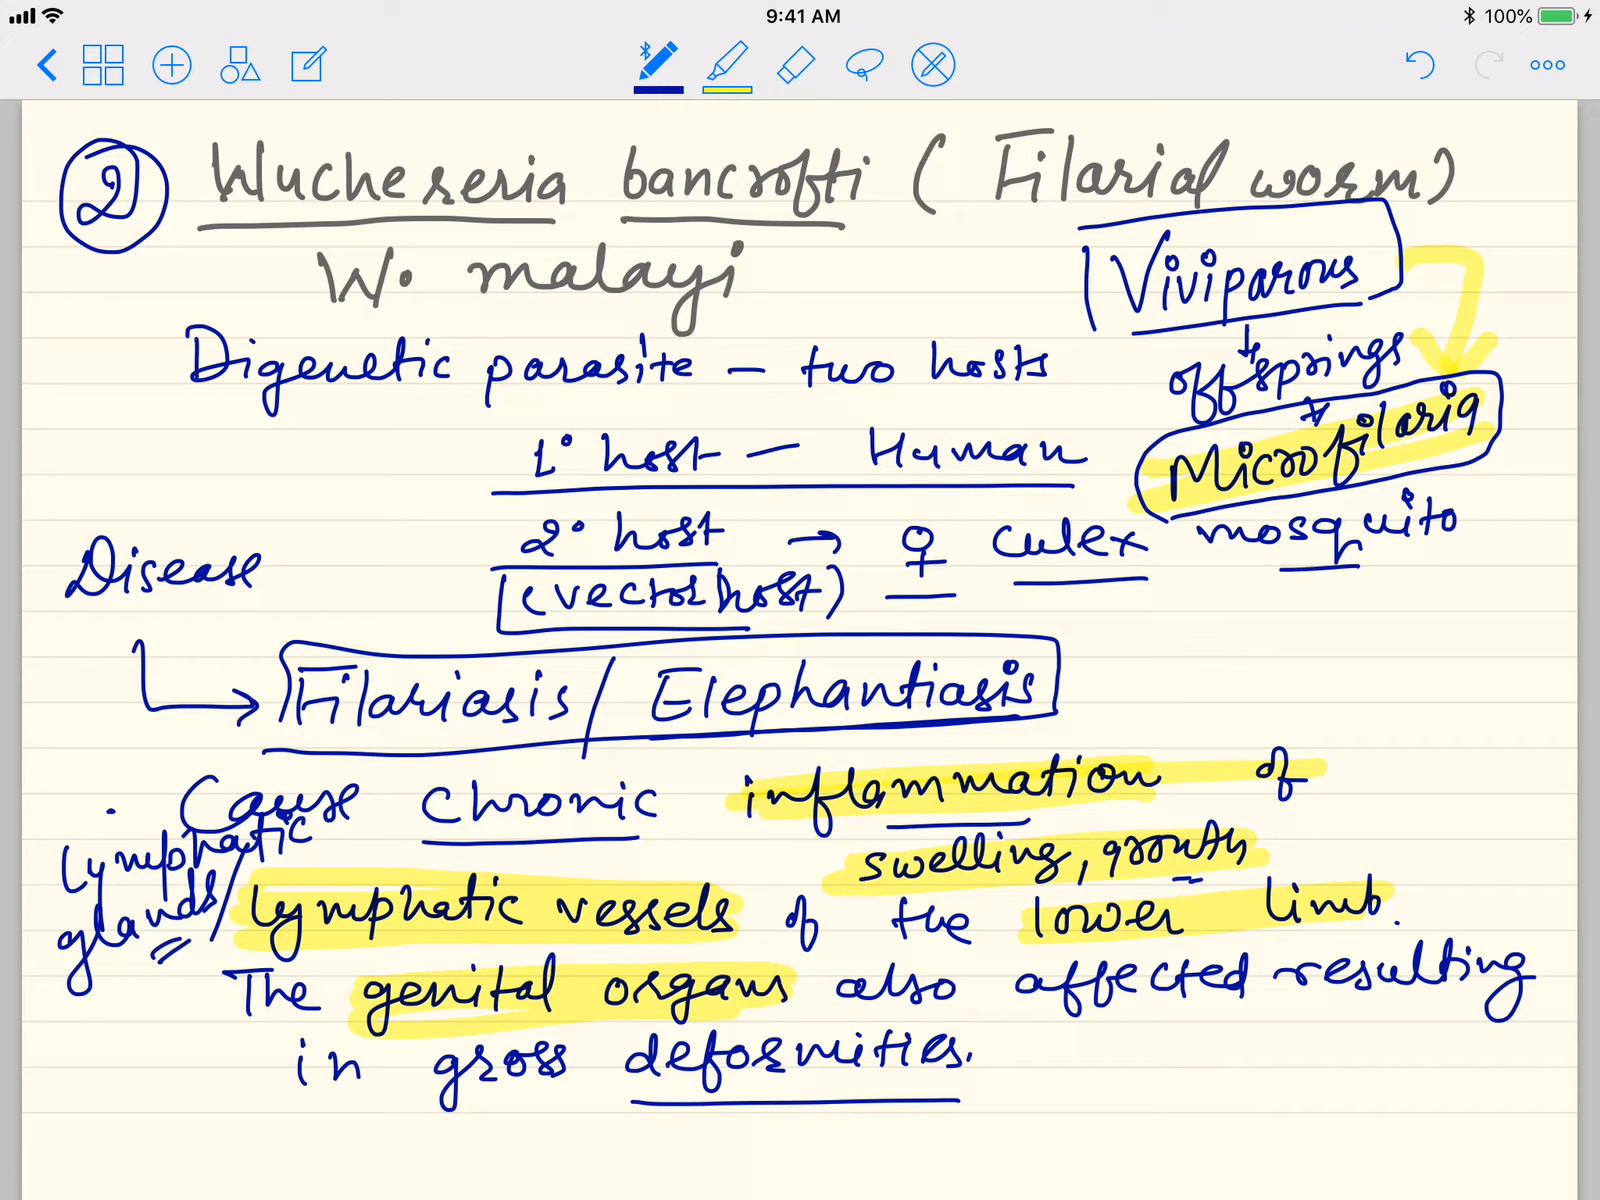 9:41 AM
100%
2 Wuchereria bancrofti ( Filarial worm)
W. malayi
Viviparous
Digenetic parasite - two hosts
offsprings
Microfilaria
1° host - Human
2° host → ♀ culex mosquito
(vector host)
Disease
Filariasis / Elephantiasis
Cause chronic inflammation of
swelling, growth
lymphatic glands/
lymphatic vessels of the lower limb.
The genital organs also affected resulting
in gross deformities.